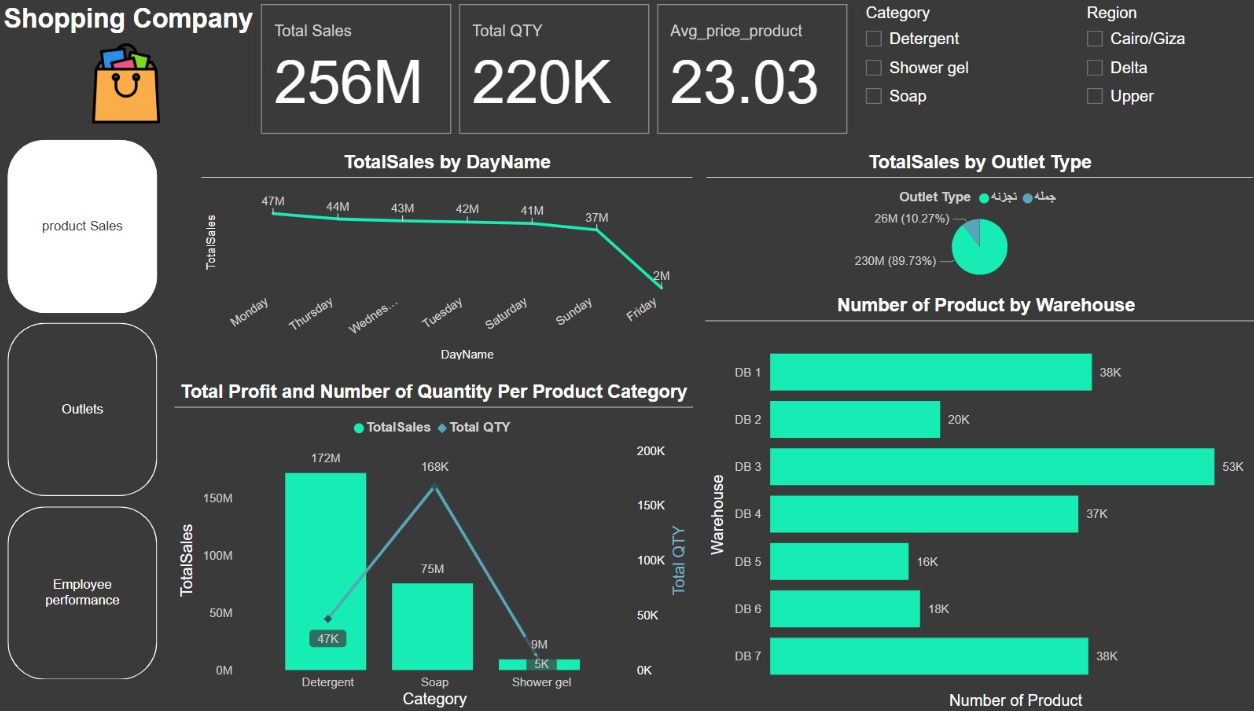 Shopping Company
Total Sales
256M
Total QTY
220K
Avg_price_product
23.03
Category
Detergent
Shower gel
Soap
Region
Cairo/Giza
Delta
Upper
product Sales
Outlets
Employee
performance
TotalSales by DayName
TotalSales
47M
44M
43M
42M
41M
37M
2M
Monday
Thursday
Wednes...
Tuesday
Saturday
Sunday
Friday
DayName
TotalSales by Outlet Type
Outlet Type تجزئه جمله
26M (10.27%)
230M (89.73%)
Total Profit and Number of Quantity Per Product Category
TotalSales Total QTY
TotalSales
150M
100M
50M
0M
172M
75M
9M
47K
168K
5K
200K
150K
100K
50K
0K
Total QTY
Detergent
Soap
Shower gel
Category
Number of Product by Warehouse
Warehouse
DB 1 38K
DB 2 20K
DB 3 53K
DB 4 37K
DB 5 16K
DB 6 18K
DB 7 38K
Number of Product